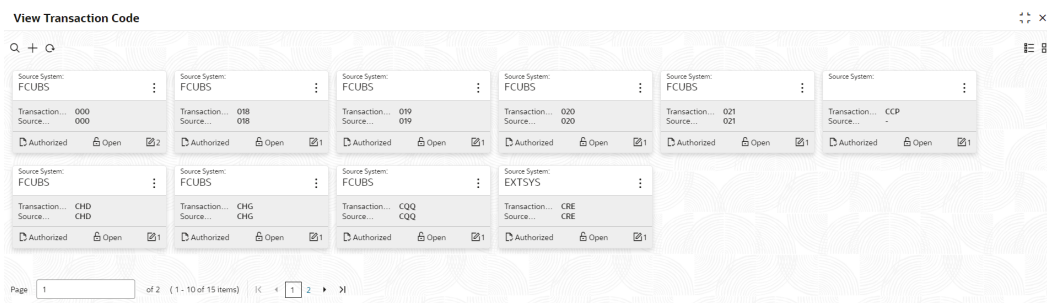 View Transaction Code
Source System: Source System: Source System: Source System: Source System: Source System:
FCUBS FCUBS FCUBS FCUBS FCUBS
Transaction... 000 Transaction... 018 Transaction... 019 Transaction... 020 Transaction... 021 Transaction... CCP
Source... 000 Source... 018 Source... 019 Source... 020 Source... 021 Source... -
Authorized Open 2 Authorized Open 1 Authorized Open 1 Authorized Open 1 Authorized Open 1 Authorized Open 1
Source System: Source System: Source System: Source System:
FCUBS FCUBS FCUBS EXTSYS
Transaction... CHD Transaction... CHG Transaction... CQQ Transaction... CRE
Source... CHD Source... CHG Source... CQQ Source... CRE
Authorized Open 1 Authorized Open 1 Authorized Open 1 Authorized Open 1
Page 1 of 2 (1 - 10 of 15 items) 1 2